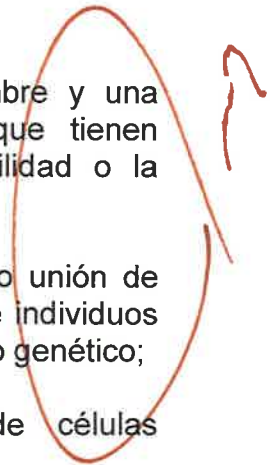 bre y una
que tienen
ilidad o la
o unión de
e individuos
o genético;
de células